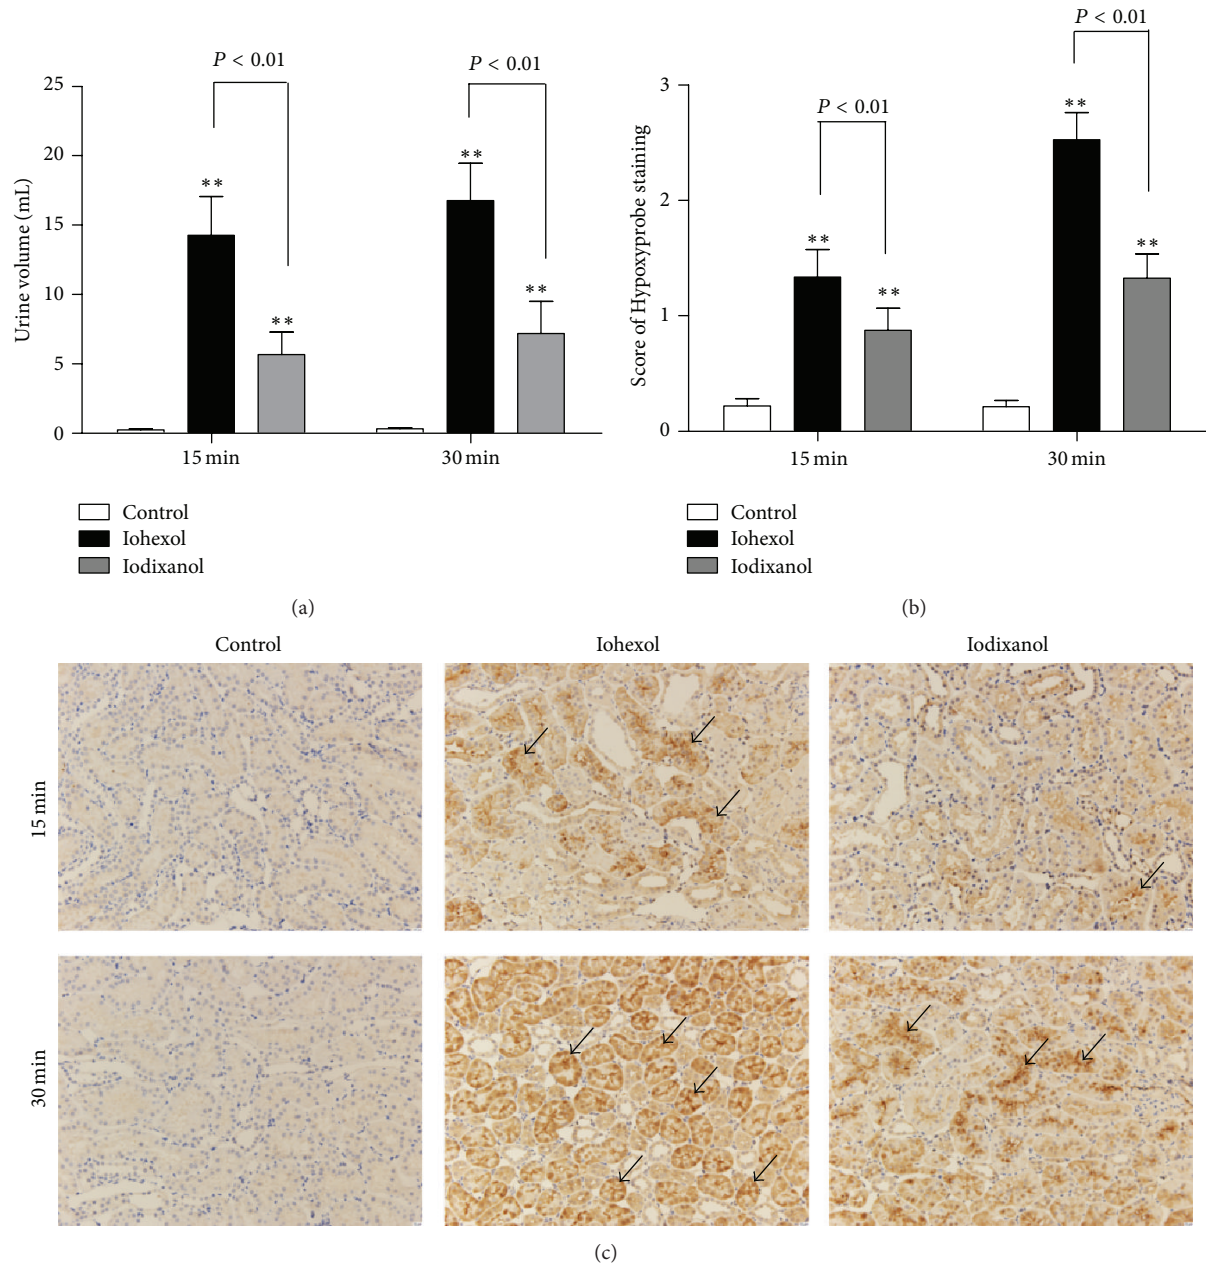 P < 0.01
P < 0.01
25
20
15
10
5
0
Urine volume (mL)
**
**
**
**
15 min
30 min
Control
Iohexol
Iodixanol
(a)
P < 0.01
P < 0.01
3
2
1
0
Score of Hypoxyprobe staining
**
**
**
**
15 min
30 min
Control
Iohexol
Iodixanol
(b)
Control
Iohexol
Iodixanol
15 min
30 min
(c)